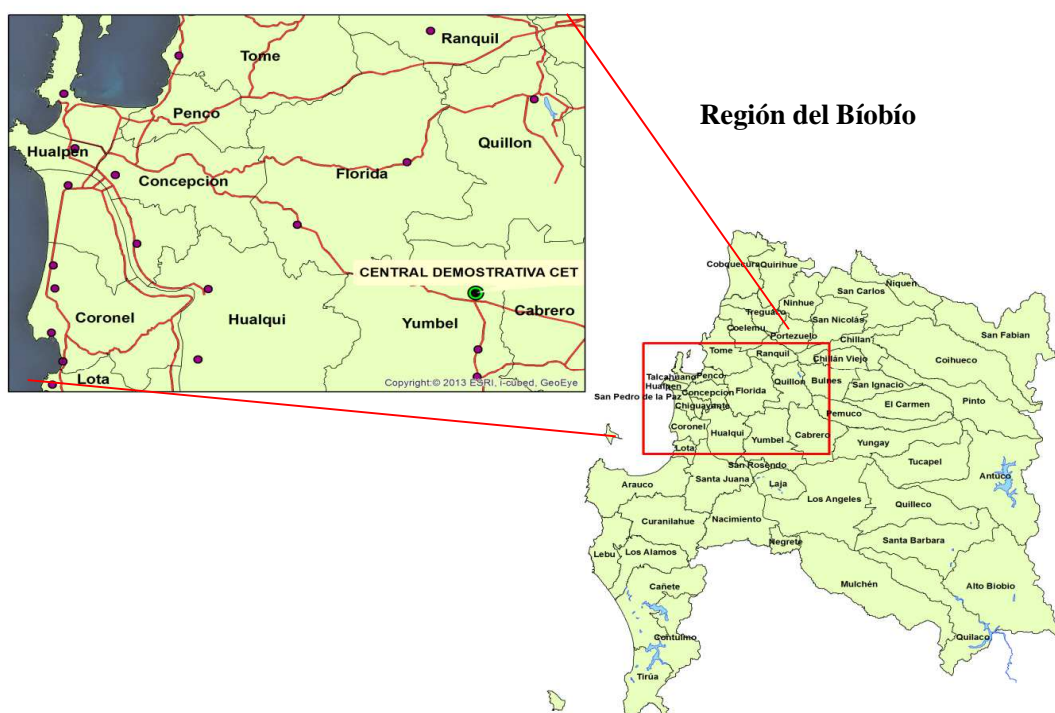 Ranquil
Tome
Penco
Quillon
Hualpen
Florida
Concepcion
CENTRAL DEMOSTRATIVA CET
Cabrero
Coronel
Hualqui
Yumbel
Lota
Copyright:© 2013 ESRI, i-cubed, GeoEye
Región del Bíobío
Cobquecura
Quirihue
Niquen
San Carlos
Ninhue
Treguaco
San Nicolás
Coelemu
Portezuelo
Chillan
San Fabian
Tome
Ranquil
Chillán Viejo
Coihueco
Talcahuano
Penco
Hualpen
Florida
Quillon
Bulnes
San Ignacio
San Pedro de la Paz
Concepcion
Chiguayante
El Carmen
Pinto
Pemuco
Coronel
Hualqui
Yumbel
Cabrero
Yungay
Lota
Tucapel
San Rosendo
Santa Juana
Laja
Antuco
Arauco
Los Angeles
Quilleco
Curanilahue
Nacimiento
Negrete
Santa Barbara
Lebu
Los Alamos
Cañete
Mulchén
Alto Biobio
Contulmo
Quilaco
Tirúa